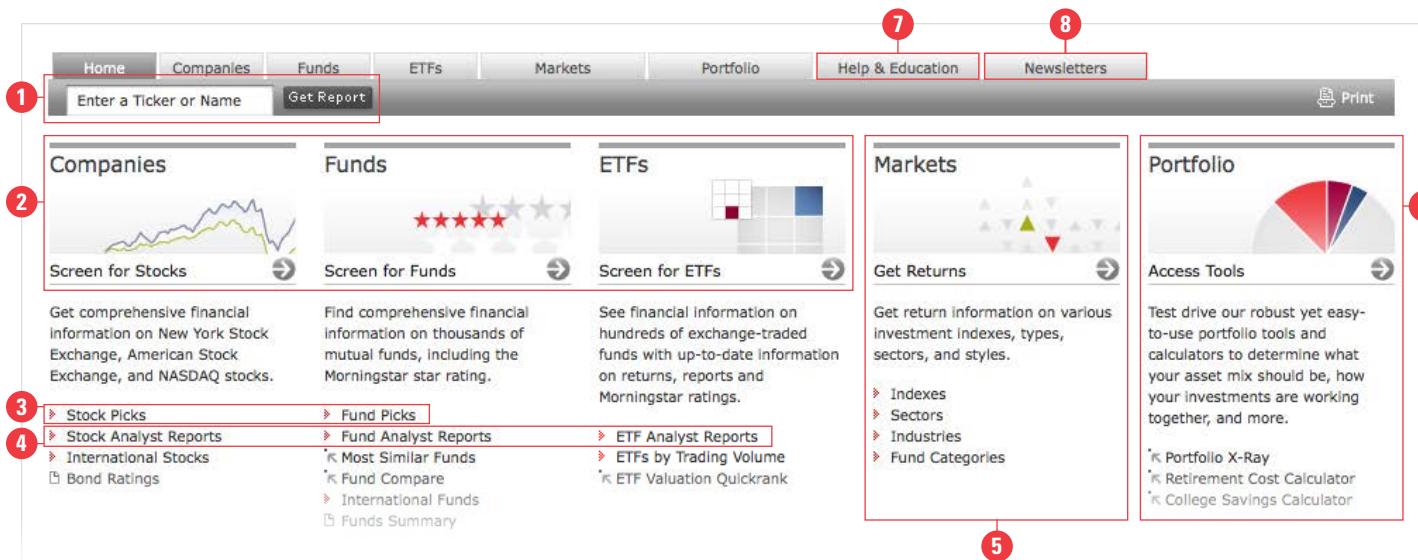 7
8
Home
Companies
Funds
ETFs
Markets
Portfolio
Help & Education
Newsletters
1
Enter a Ticker or Name
Get Report
Print
2
Companies
Screen for Stocks
Get comprehensive financial
information on New York Stock
Exchange, American Stock
Exchange, and NASDAQ stocks.
3
Stock Picks
4
Stock Analyst Reports
International Stocks
Bond Ratings
Funds
Screen for Funds
Find comprehensive financial
information on thousands of
mutual funds, including the
Morningstar star rating.
Fund Picks
Fund Analyst Reports
Most Similar Funds
Fund Compare
International Funds
Funds Summary
ETFs
Screen for ETFs
See financial information on
hundreds of exchange-traded
funds with up-to-date information
on returns, reports and
Morningstar ratings.
ETF Analyst Reports
ETFs by Trading Volume
ETF Valuation Quickrank
Markets
Get Returns
Get return information on various
investment indexes, types,
sectors, and styles.
Indexes
Sectors
Industries
Fund Categories
5
Portfolio
Access Tools
Test drive our robust yet easy-
to-use portfolio tools and
calculators to determine what
your asset mix should be, how
your investments are working
together, and more.
Portfolio X-Ray
Retirement Cost Calculator
College Savings Calculator